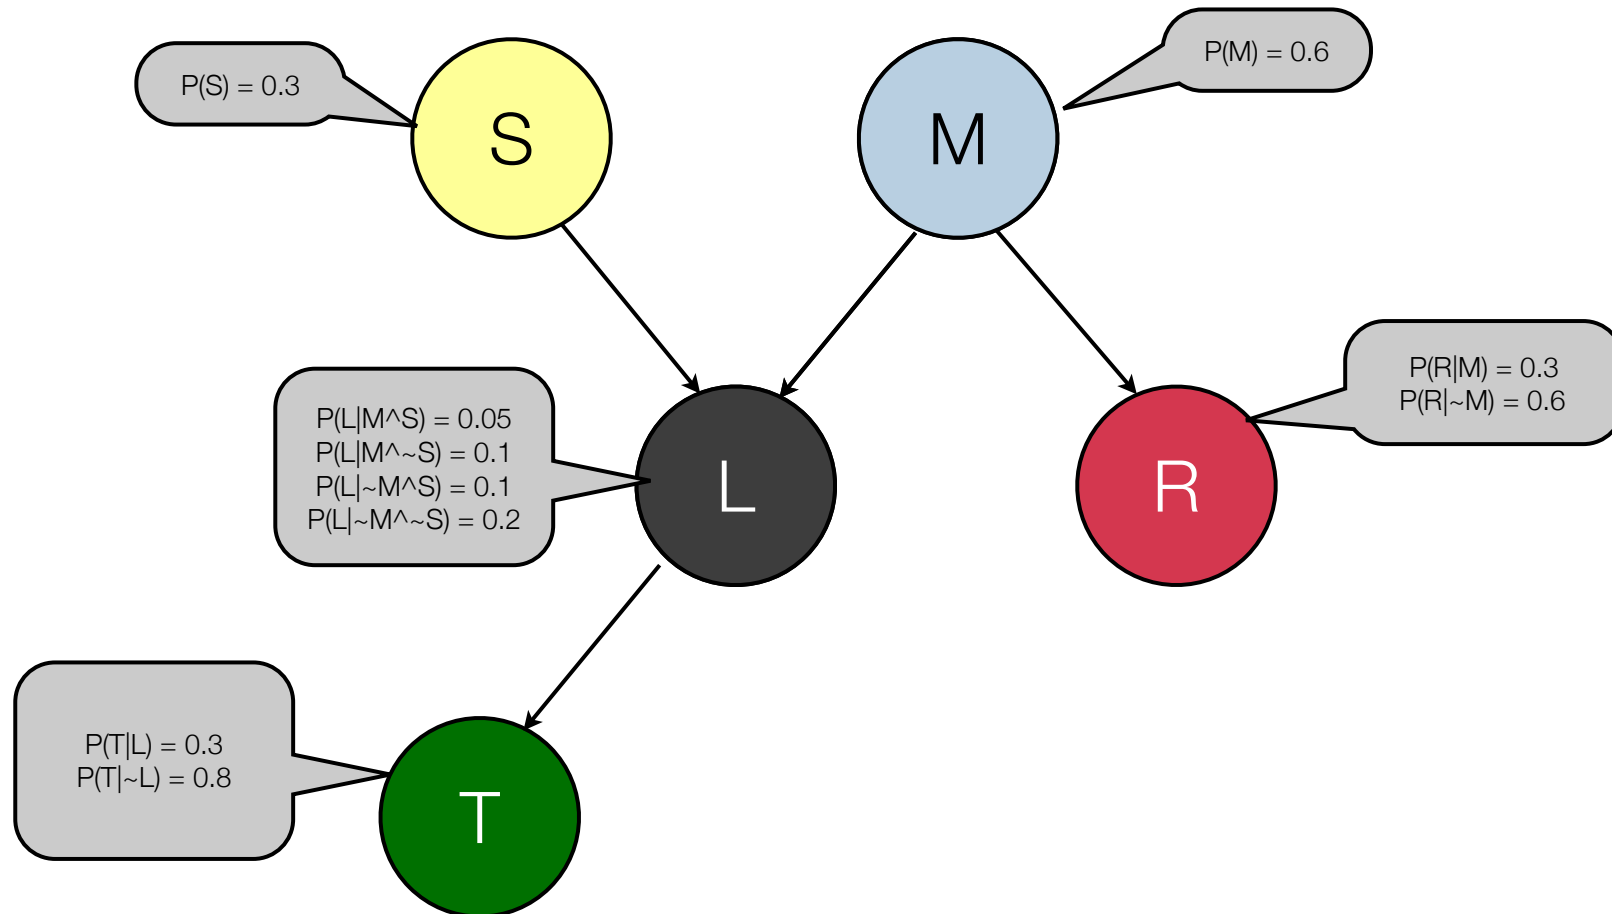 P(S) = 0.3
S
M
P(M) = 0.6
P(L|M^S) = 0.05
P(L|M^~S) = 0.1
P(L|~M^S) = 0.1
P(L|~M^~S) = 0.2
L
R
P(R|M) = 0.3
P(R|~M) = 0.6
P(T|L) = 0.3
P(T|~L) = 0.8
T